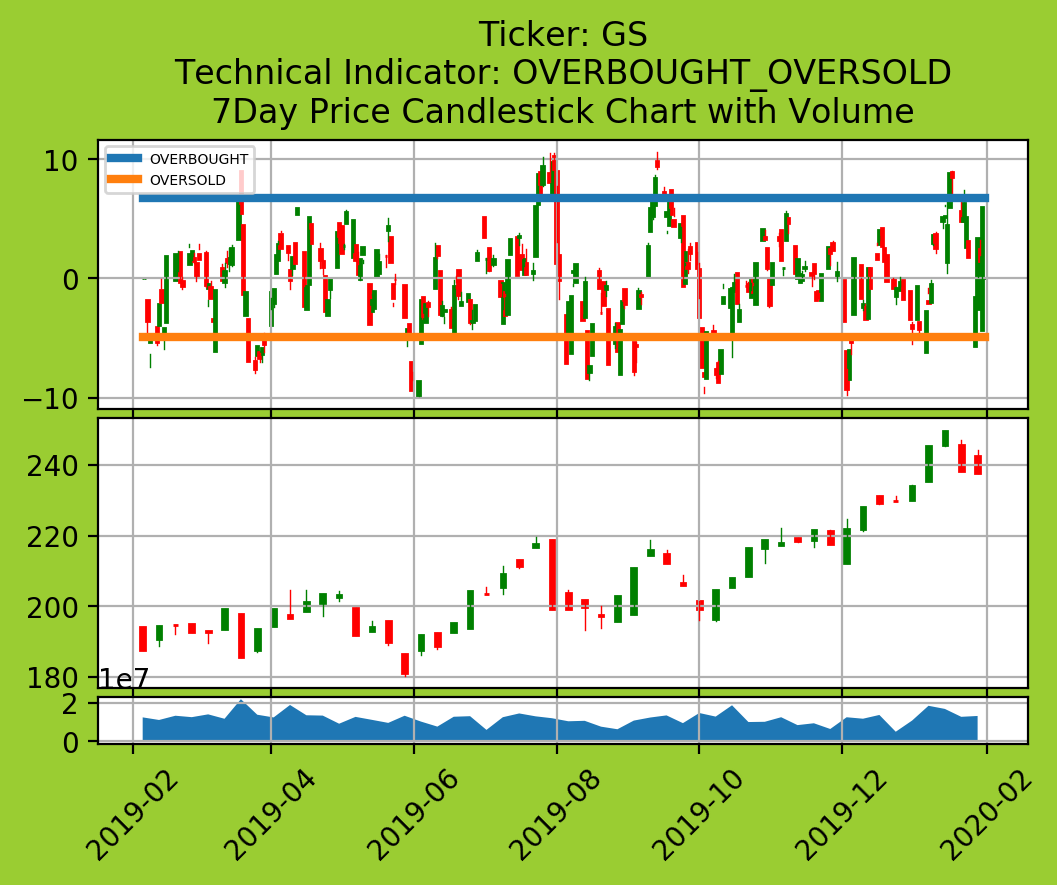 Ticker: GS
Technical Indicator: OVERBOUGHT_OVERSOLD
7Day Price Candlestick Chart with Volume
OVERBOUGHT
OVERSOLD
10
0
−10
240
220
200
180
1e7
2
0
2019-02
2019-04
2019-06
2019-08
2019-10
2019-12
2020-02